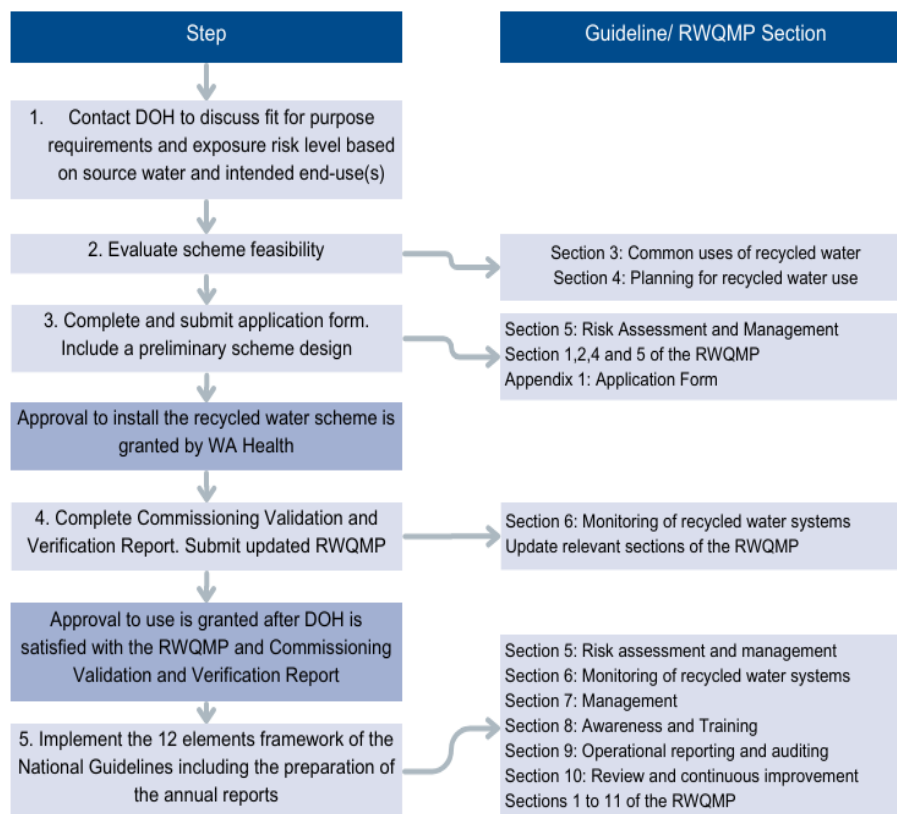 Step
Guideline/ RWQMP Section
1. Contact DOH to discuss fit for purpose
requirements and exposure risk level based
on source water and intended end-use(s)
2. Evaluate scheme feasibility
Section 3: Common uses of recycled water
Section 4: Planning for recycled water use
3. Complete and submit application form.
Include a preliminary scheme design
Section 5: Risk Assessment and Management
Section 1,2,4 and 5 of the RWQMP
Appendix 1: Application Form
Approval to install the recycled water scheme is
granted by WA Health
4. Complete Commissioning Validation and
Verification Report. Submit updated RWQMP
Section 6: Monitoring of recycled water systems
Update relevant sections of the RWQMP
Approval to use is granted after DOH is
satisfied with the RWQMP and Commissioning
Validation and Verification Report
5. Implement the 12 elements framework of the
National Guidelines including the preparation of
the annual reports
Section 5: Risk assessment and management
Section 6: Monitoring of recycled water systems
Section 7: Management
Section 8: Awareness and Training
Section 9: Operational reporting and auditing
Section 10: Review and continuous improvement
Sections 1 to 11 of the RWQMP